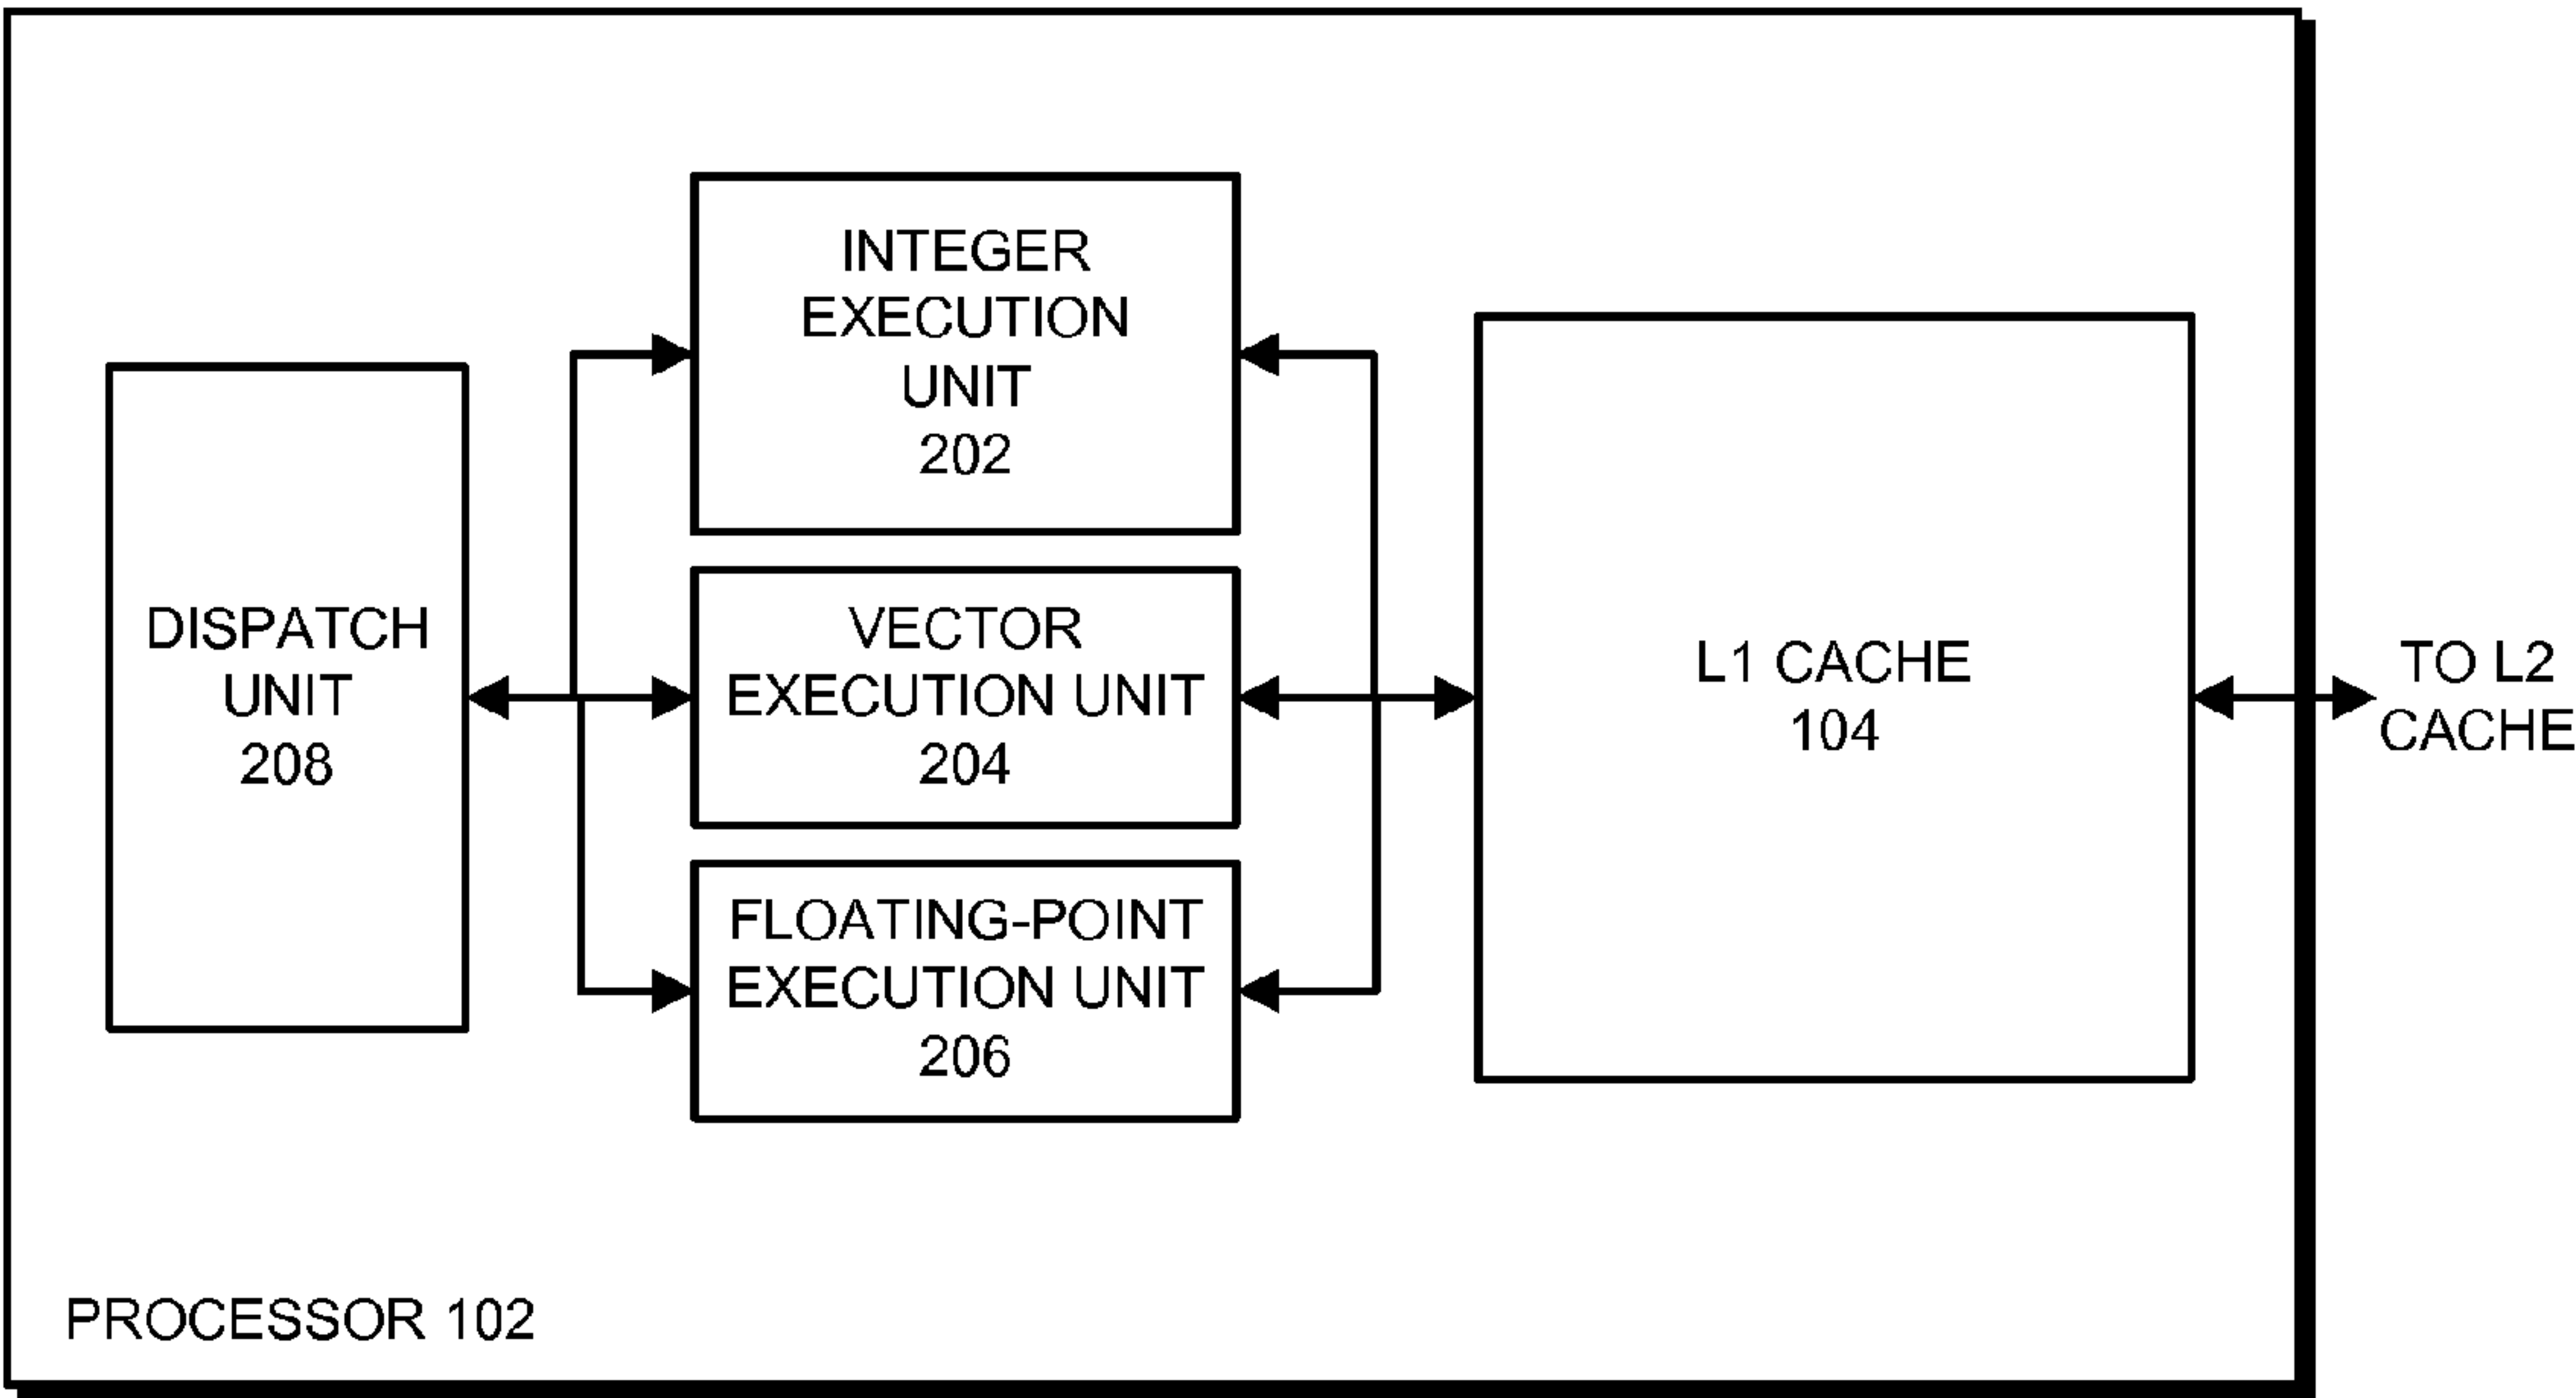 INTEGER
EXECUTION
UNIT
202
DISPATCH
UNIT
208
VECTOR
EXECUTION UNIT
204
FLOATING-POINT
EXECUTION UNIT
206
L1 CACHE
104
TO L2
CACHE
PROCESSOR 102